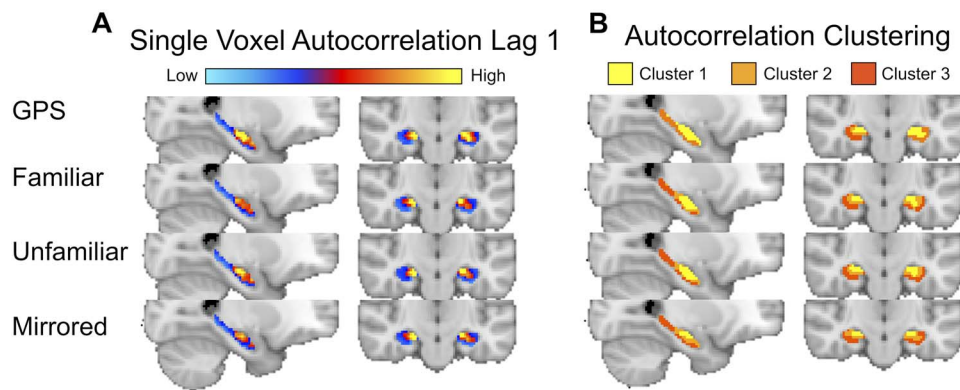 A
Single Voxel Autocorrelation Lag 1
Low
High
B
Autocorrelation Clustering
Cluster 1
Cluster 2
Cluster 3
GPS
Familiar
Unfamiliar
Mirrored